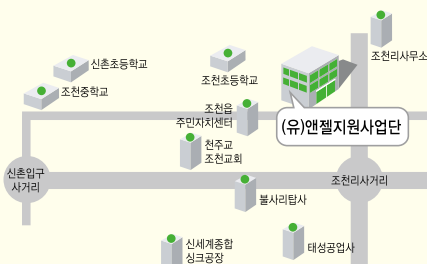 조천리사무소
신촌초등학교
조천초등학교
조천중학교
조천읍
주민자치센터
(유)앤젤지원사업단
천주교
조천교회
신촌입구
사거리
조천리사거리
불사리탑사
신세계종합
싱크공장
태성공업사